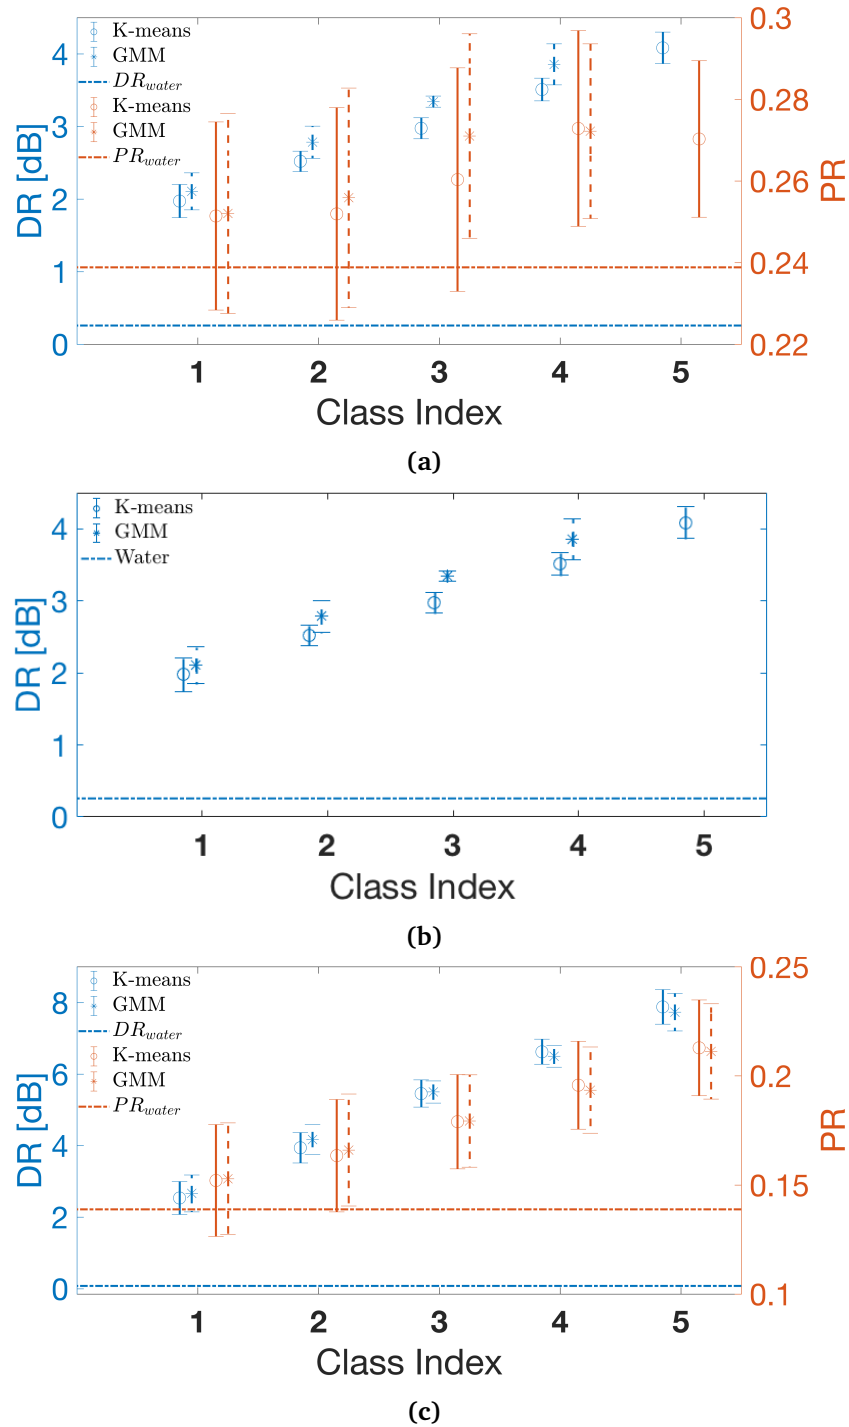 K-means
GMM
DR_water
K-means
GMM
PR_water
DR [dB]
4
3
2
1
0
0.3
0.28
0.26
0.24
0.22
PR
1 2 3 4 5
Class Index
(a)
K-means
GMM
Water
DR [dB]
4
3
2
1
0
1 2 3 4 5
Class Index
(b)
K-means
GMM
DR_water
K-means
GMM
PR_water
DR [dB]
8
6
4
2
0
0.25
0.2
0.15
0.1
PR
1 2 3 4 5
Class Index
(c)